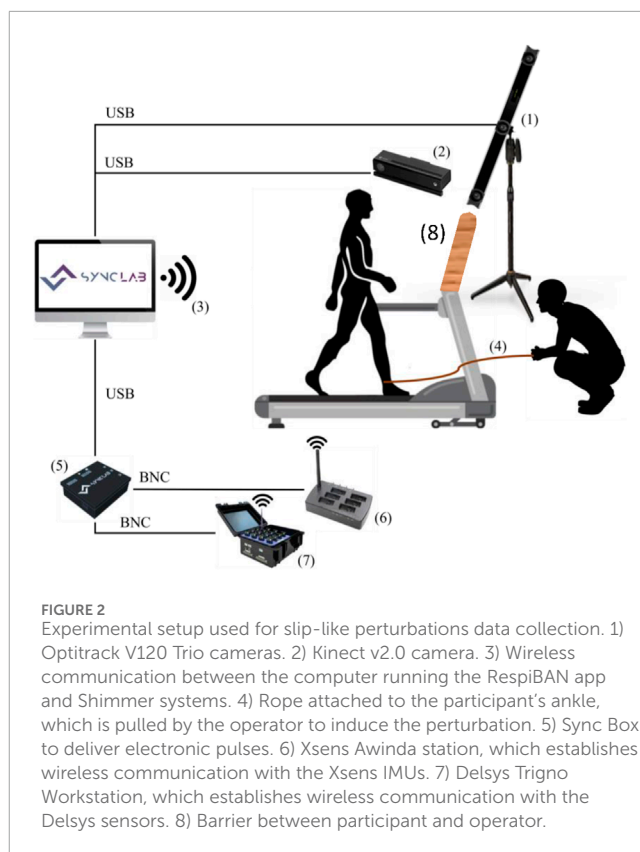 USB
(1)
USB
(2)
(8)
SYNCLAB
(3)
(4)
USB
(5)
BNC
(6)
BNC
(7)
FIGURE 2
Experimental setup used for slip-like perturbations data collection. 1)
Optitrack V120 Trio cameras. 2) Kinect v2.0 camera. 3) Wireless
communication between the computer running the RespiBAN app
and Shimmer systems. 4) Rope attached to the participant’s ankle,
which is pulled by the operator to induce the perturbation. 5) Sync Box
to deliver electronic pulses. 6) Xsens Awinda station, which establishes
wireless communication with the Xsens IMUs. 7) Delsys Trigno
Workstation, which establishes wireless communication with the
Delsys sensors. 8) Barrier between participant and operator.